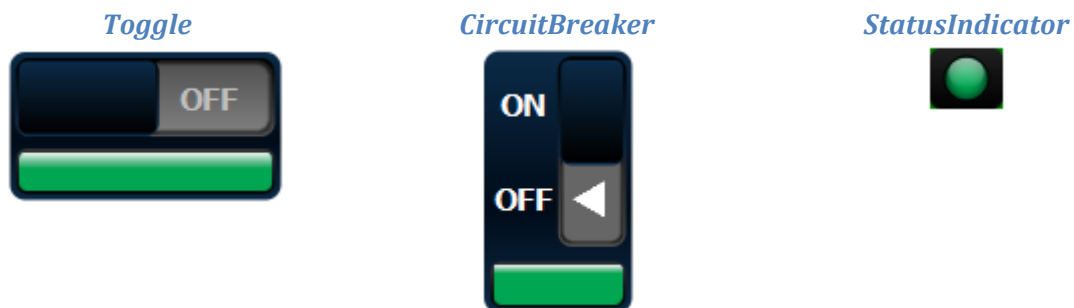 Toggle
CircuitBreaker
StatusIndicator
OFF
ON
OFF